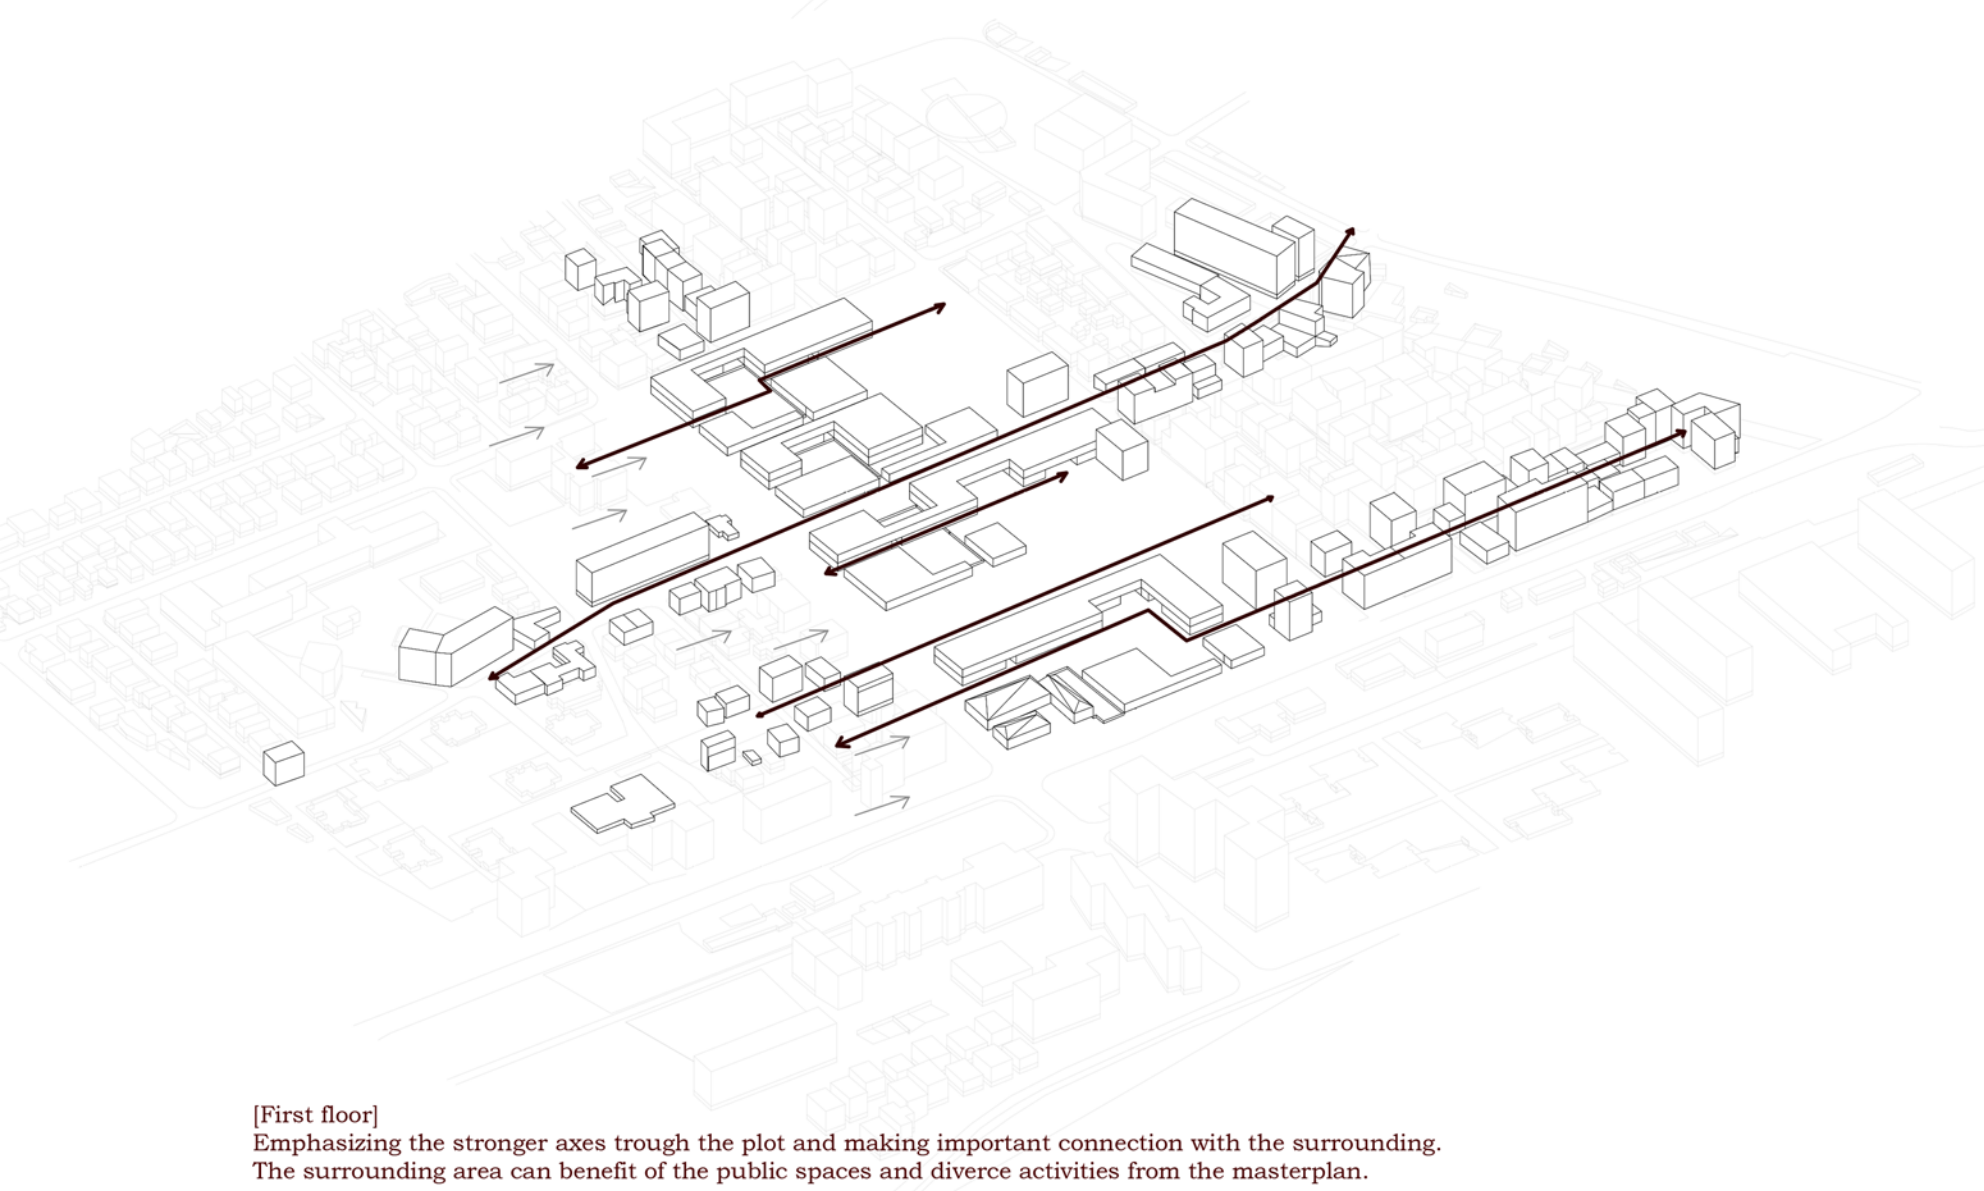 [First floor]
Emphasizing the stronger axes trough the plot and making important connection with the surrounding.
The surrounding area can benefit of the public spaces and diverce activities from the masterplan.